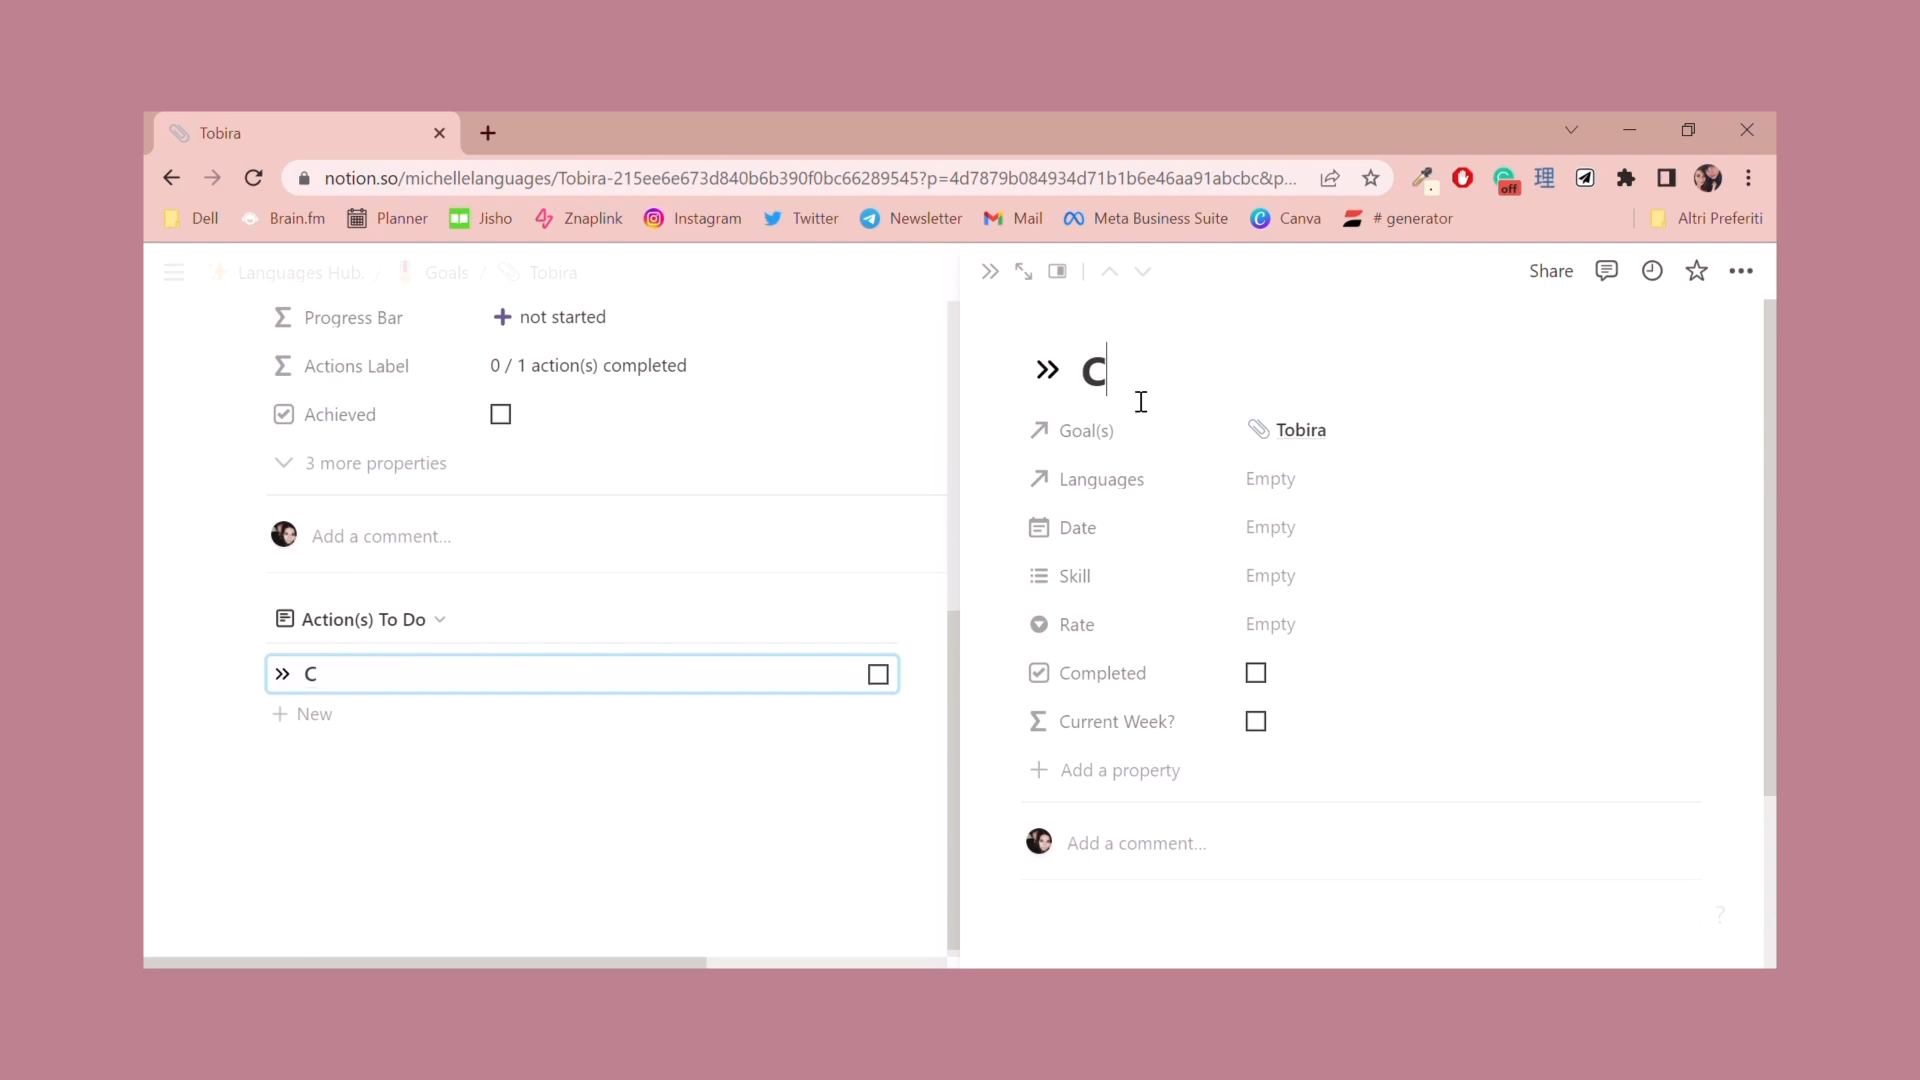 Tobira
notion.so/michellelanguages/Tobira-215ee6e673d840b6b390f0bc66289545?p=4d7879b084934d71b1b6e46aa91abcbc&p...
off
理
Dell Brain.fm Planner Jisho Znaplink Instagram Twitter Newsletter Mail Meta Business Suite Canva # generator Altri Preferiti
Languages Hub. / Goals / Tobira
Progress Bar not started
Actions Label 0 / 1 action(s) completed
Achieved
3 more properties
Add a comment...
Action(s) To Do
C
New
Share
C
Goal(s) Tobira
Languages Empty
Date Empty
Skill Empty
Rate Empty
Completed
Current Week?
Add a property
Add a comment...
?